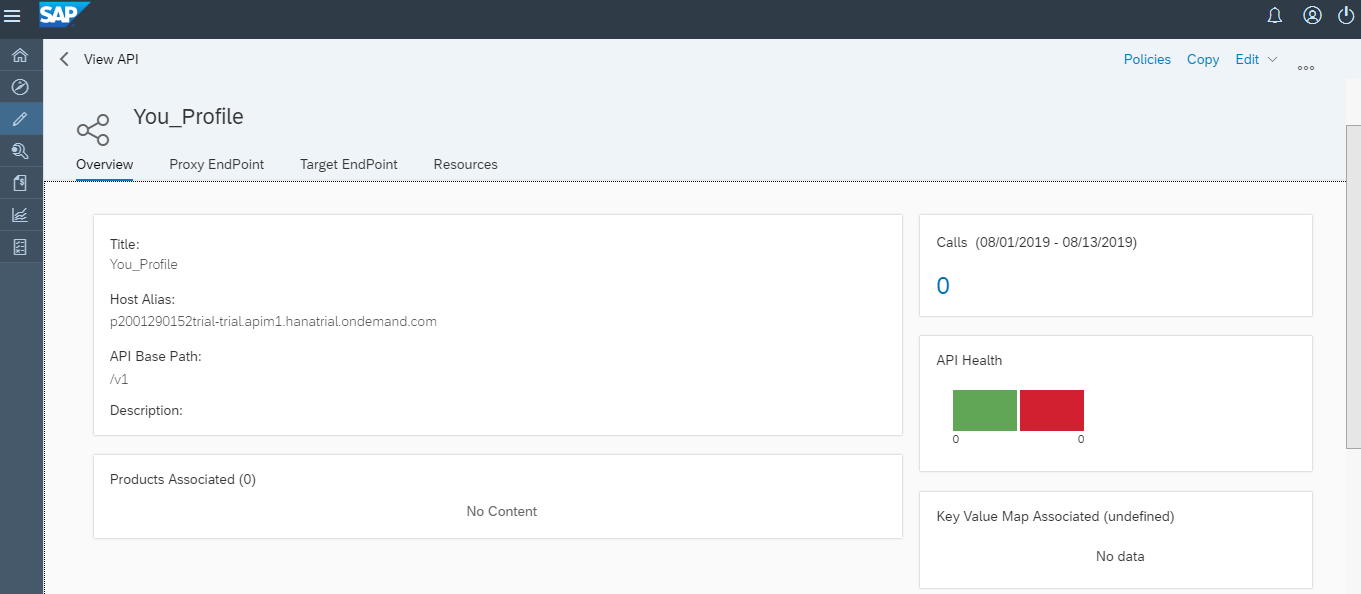 SAP
View API
Policies Copy Edit
You_Profile
Overview Proxy EndPoint Target EndPoint Resources
Title:
You_Profile
Host Alias:
p2001290152trial-trial.apim1.hanatrial.ondemand.com
API Base Path:
/v1
Description:
Products Associated (0)
No Content
Calls (08/01/2019 - 08/13/2019)
0
API Health
0 0
Key Value Map Associated (undefined)
No data